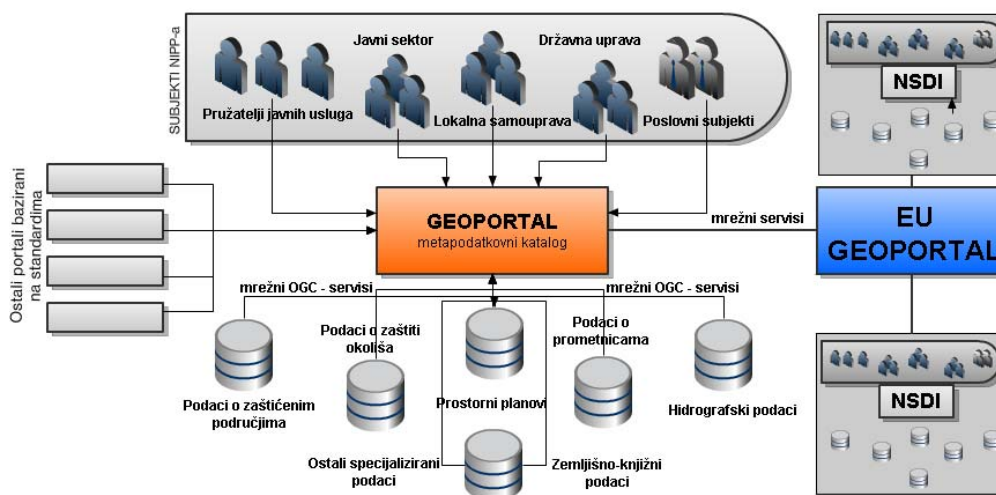 SUBJEKTI NIPP-a
Javni sektor
Državna uprava
Pružatelji javnih usluga
Lokalna samouprava
Poslovni subjekti
NSDI
Ostali portali bazirani
na standardima
GEOPORTAL
metapodatkovni katalog
mrežni servisi
EU
GEOPORTAL
mrežni OGC - servisi
mrežni OGC - servisi
Podaci o zaštiti
okoliša
Podaci o
prometnicama
Podaci o zaštićenim
područjima
Prostorni planovi
Hidrografski podaci
NSDI
Ostali specijalizirani
podaci
Zemljišno-knjižni
podaci